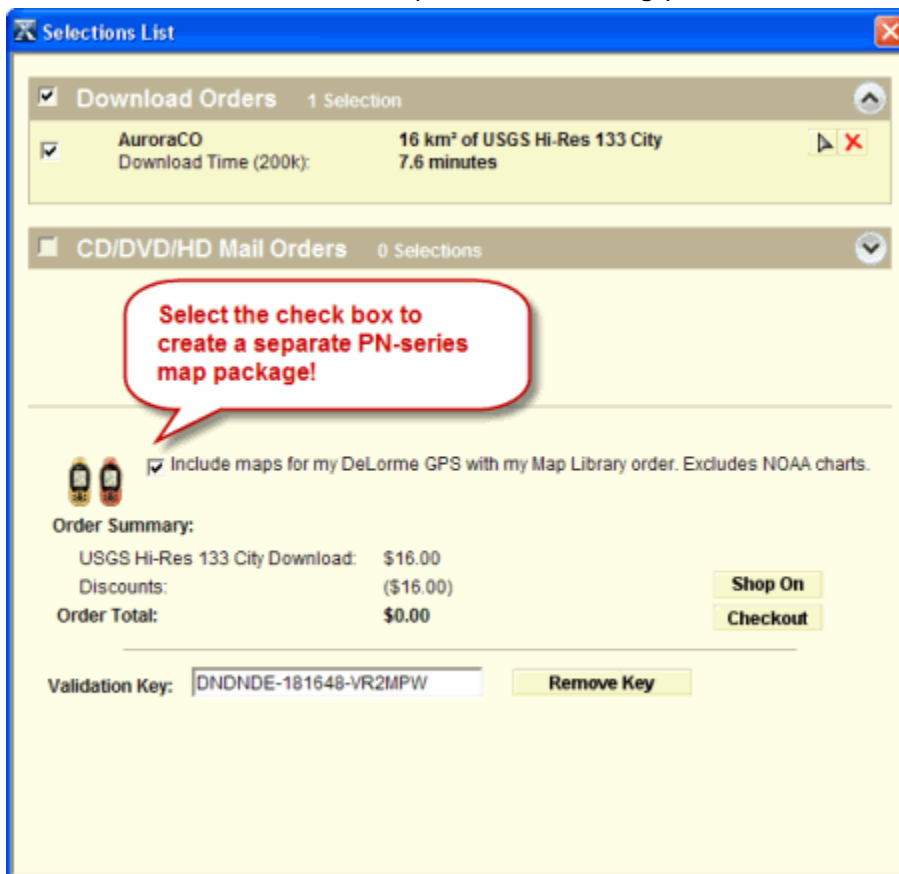 Selections List
Download Orders 1 Selection
AuroraCO 16 km² of USGS Hi-Res 133 City
Download Time (200k): 7.6 minutes
CD/DVD/HD Mail Orders 0 Selections
Select the check box to
create a separate PN-series
map package!
Include maps for my DeLorme GPS with my Map Library order. Excludes NOAA charts.
Order Summary:
USGS Hi-Res 133 City Download: $16.00
Discounts: ($16.00)
Shop On
Order Total: $0.00
Checkout
Validation Key: DNDNDE-181648-VR2MPW Remove Key